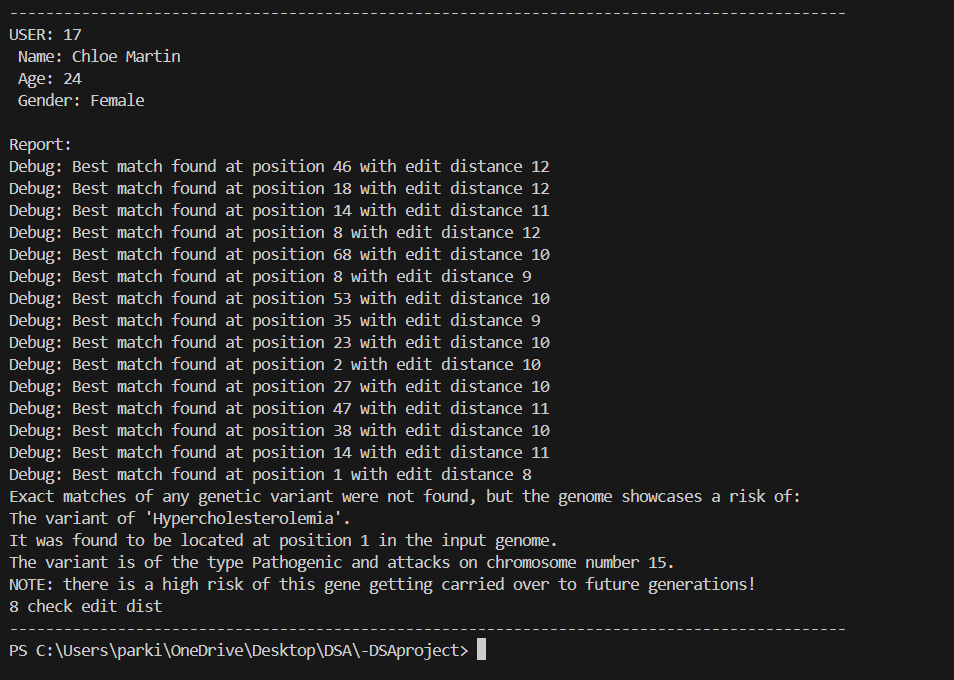 --------------------------------------------------------------------------------------------
USER: 17
Name: Chloe Martin
Age: 24
Gender: Female
Report:
Debug: Best match found at position 46 with edit distance 12
Debug: Best match found at position 18 with edit distance 12
Debug: Best match found at position 14 with edit distance 11
Debug: Best match found at position 8 with edit distance 12
Debug: Best match found at position 68 with edit distance 10
Debug: Best match found at position 8 with edit distance 9
Debug: Best match found at position 53 with edit distance 10
Debug: Best match found at position 35 with edit distance 9
Debug: Best match found at position 23 with edit distance 10
Debug: Best match found at position 2 with edit distance 10
Debug: Best match found at position 27 with edit distance 10
Debug: Best match found at position 47 with edit distance 11
Debug: Best match found at position 38 with edit distance 10
Debug: Best match found at position 14 with edit distance 11
Debug: Best match found at position 1 with edit distance 8
Exact matches of any genetic variant were not found, but the genome showcases a risk of:
The variant of 'Hypercholesterolemia'.
It was found to be located at position 1 in the input genome.
The variant is of the type Pathogenic and attacks on chromosome number 15.
NOTE: there is a high risk of this gene getting carried over to future generations!
8 check edit dist
--------------------------------------------------------------------------------------------
PS C:\Users\parki\OneDrive\Desktop\DSA\-DSAproject>